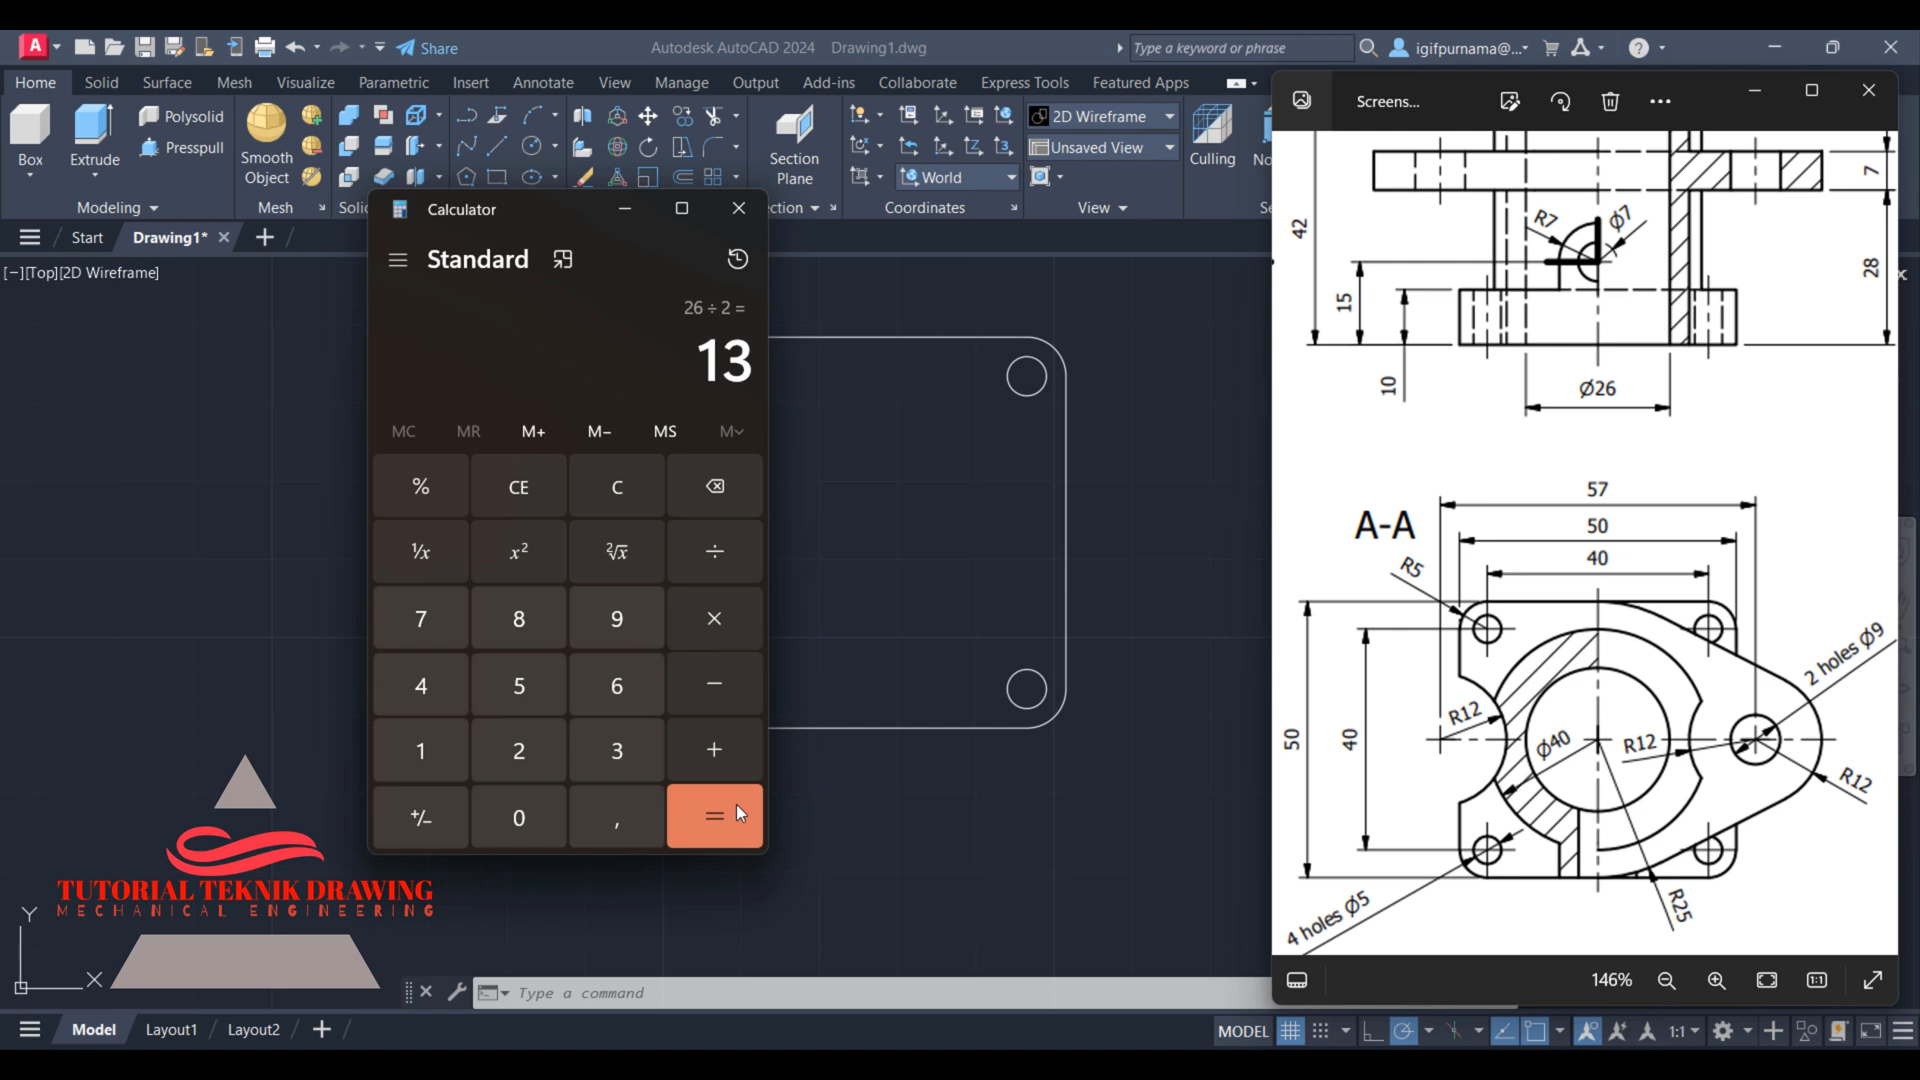 A
Share
Autodesk AutoCAD 2024 Drawing1.dwg
Type a keyword or phrase
igifpurnama@...
?
Home
Solid
Surface
Mesh
Visualize
Parametric
Insert
Annotate
View
Manage
Output
Add-ins
Collaborate
Express Tools
Featured Apps
Box
Extrude
Polysolid
Presspull
Smooth
Object
Section
Plane
World
2D Wireframe
Unsaved View
Culling
Modeling
Mesh
Solid
ction
Coordinates
View
Start
Drawing1*
[−][Top][2D Wireframe]
Calculator
Standard
26 ÷ 2 =
13
MC MR M+ M− MS M
% CE C
¹/x x² ²√x ÷
7 8 9 ×
4 5 6 −
1 2 3 +
+/− 0 , =
Screens...
7
42
R7
Ø7
28
15
10
Ø26
57
A-A
50
40
R5
2 holes Ø9
50
40
R12
Ø40
R12
R12
R25
4 holes Ø5
146%
1:1
TUTORIAL TEKNIK DRAWING
MECHANICAL ENGINEERING
Y
X
Type a command
Model
Layout1
Layout2
MODEL
1:1